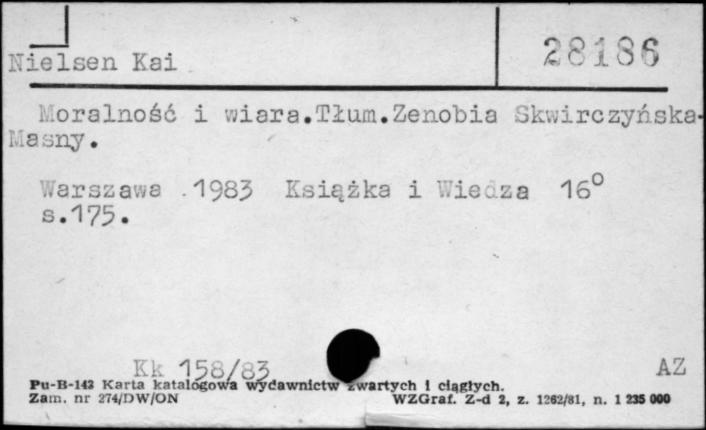 Nielsen Kai
28186
Moralność i wiara.Tłum.Zenobia Skwirczyńska-
Masny.
Warszawa .1983 Książka i Wiedza 16⁰
s.175.
Kk 158/83
AZ
Pu-B-143 Karta katalogowa wydawnictw zwartych i ciągłych.
Zam. nr 274/DW/ON WZGraf. Z-d 2, z. 1262/81, n. 1 235 000